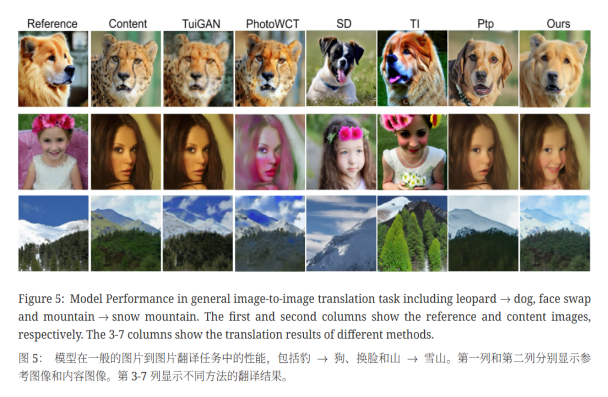 Reference Content TuiGAN PhotoWCT SD TI Ptp Ours
Figure 5: Model Performance in general image-to-image translation task including leopard → dog, face swap
and mountain → snow mountain. The first and second columns show the reference and content images,
respectively. The 3-7 columns show the translation results of different methods.
图 5： 模型在一般的图片到图片翻译任务中的性能，包括豹 → 狗、换脸和山 → 雪山。第一列和第二列分别显示参
考图像和内容图像。第 3-7 列显示不同方法的翻译结果。